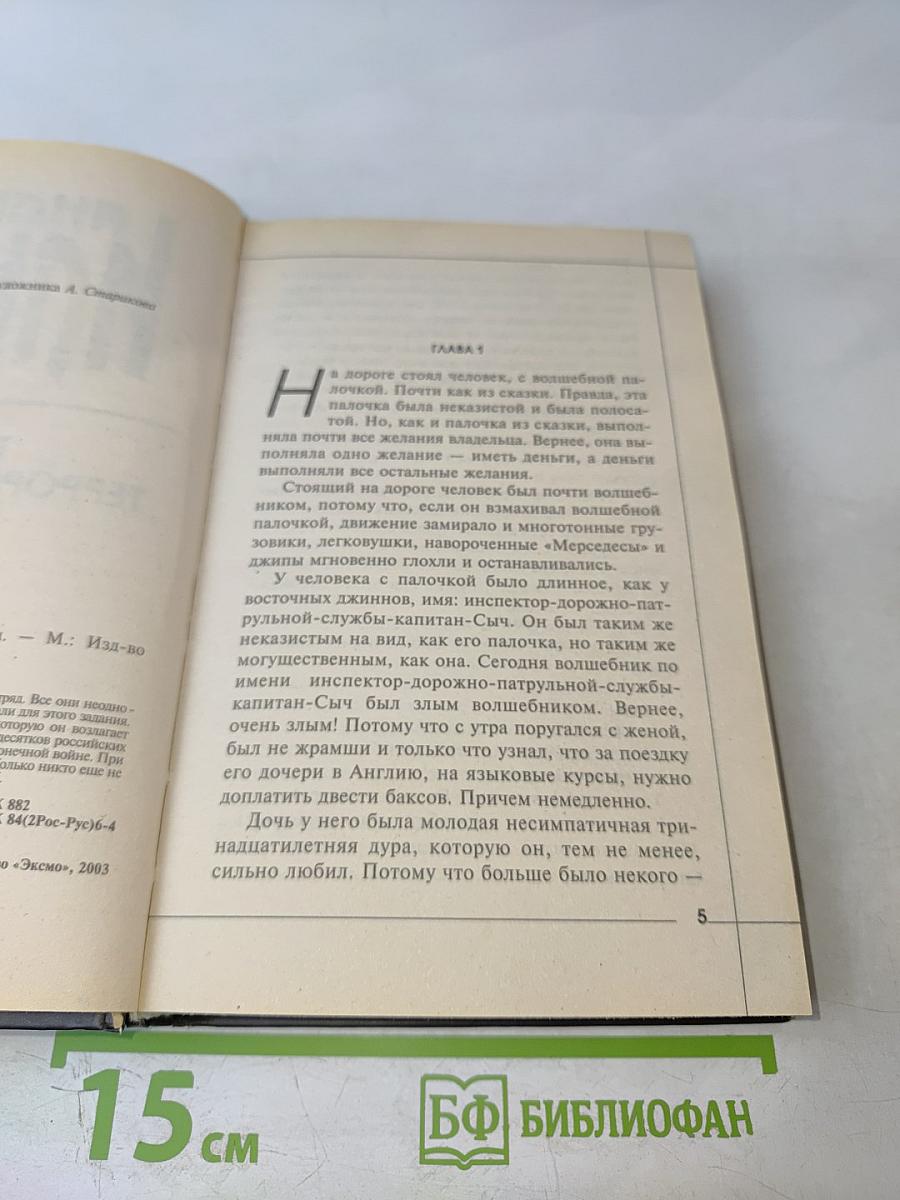 удожника А. Старикова
. — М.: Изд-во
тряд. Все они неодно-
ли для этого задания.
которую он возлагает
десятков российских
онечной войне. При
только никто еще не
К 882
К 84(2Рос-Рус)6-4
во «Эксмо», 2003
ГЛАВА 1
На дороге стоял человек, с волшебной па-
лочкой. Почти как из сказки. Правда, эта
палочка была неказистой и была полоса-
той. Но, как и палочка из сказки, выпол-
няла почти все желания владельца. Вернее, она вы-
полняла одно желание — иметь деньги, а деньги
выполняли все остальные желания.
Стоящий на дороге человек был почти волшеб-
ником, потому что, если он взмахивал волшебной
палочкой, движение замирало и многотонные гру-
зовики, легковушки, навороченные «Мерседесы» и
джипы мгновенно глохли и останавливались.
У человека с палочкой было длинное, как у
восточных джиннов, имя: инспектор-дорожно-пат-
рульной-службы-капитан-Сыч. Он был таким же
неказистым на вид, как его палочка, но таким же
могущественным, как она. Сегодня волшебник по
имени инспектор-дорожно-патрульной-службы-
капитан-Сыч был злым волшебником. Вернее,
очень злым! Потому что с утра поругался с женой,
был не жрамши и только что узнал, что за поездку
его дочери в Англию, на языковые курсы, нужно
доплатить двести баксов. Причем немедленно.
Дочь у него была молодая несимпатичная три-
надцатилетняя дура, которую он, тем не менее,
сильно любил. Потому что больше было некого —
5
15 см
БФ БИБЛИОФАН